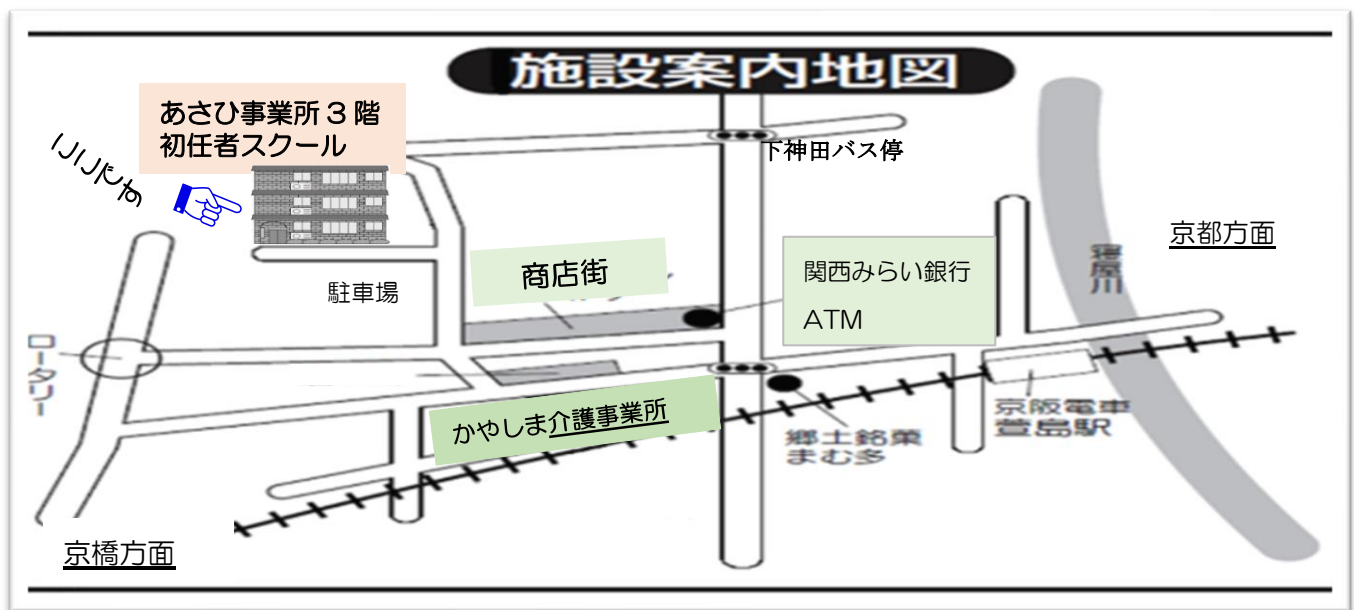 施設案内地図
あさひ事業所３階
初任者スクール
ここだよ
下神田バス停
京都方面
寝屋川
商店街
関西みらい銀行
ATM
駐車場
ロータリー
かやしま介護事業所
京阪電車
萱島駅
郷土銘菓
まむ多
京橋方面